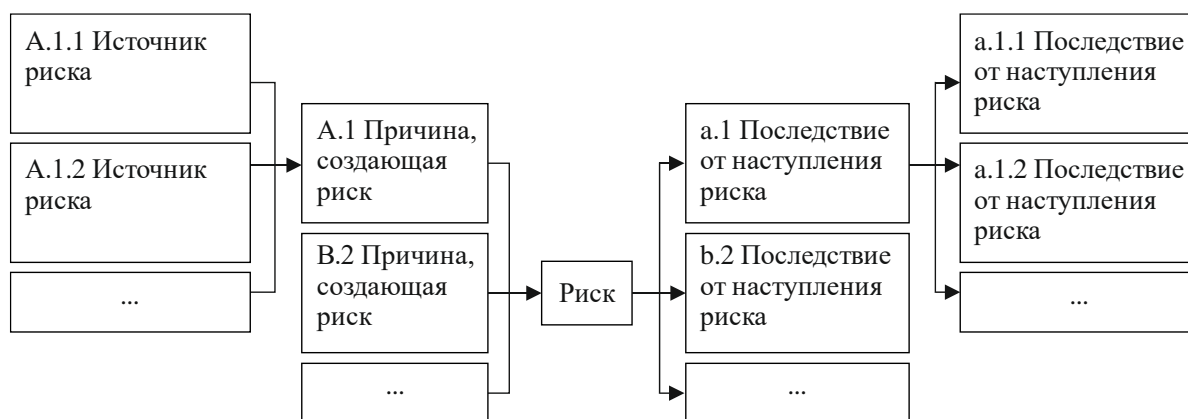 А.1.1 Источник
риска
А.1.2 Источник
риска
...
А.1 Причина,
создающая
риск
В.2 Причина,
создающая
риск
...
Риск
a.1 Последствие
от наступления
риска
b.2 Последствие
от наступления
риска
...
a.1.1 Последствие
от наступления
риска
a.1.2 Последствие
от наступления
риска
...